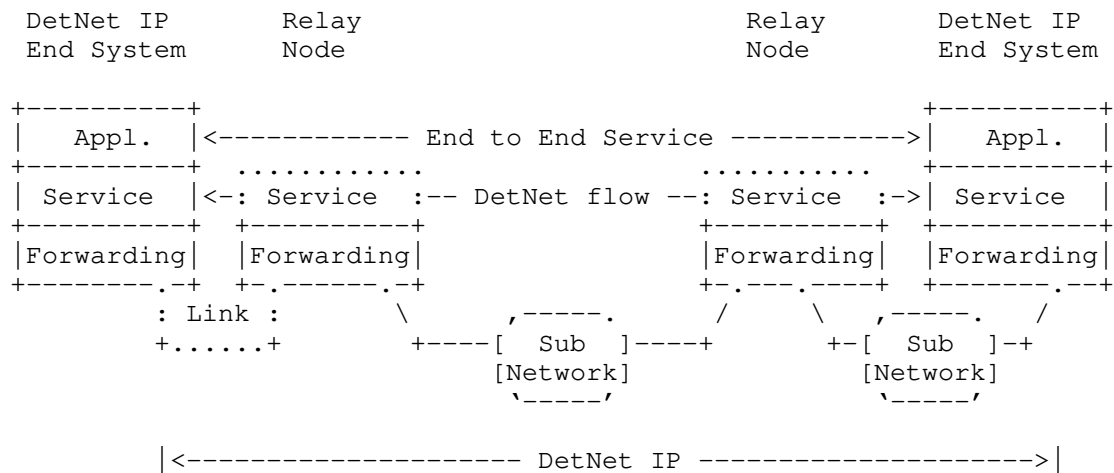 DetNet IP       Relay                        Relay       DetNet IP
End System      Node                         Node        End System

+----------+                                             +----------+
|   Appl.  |<------------ End to End Service ----------->|   Appl.  |
+----------+  ............                 ...........   +----------+
| Service  |<-: Service  :-- DetNet flow --: Service  :->| Service  |
+----------+  +----------+                 +----------+  +----------+
|Forwarding|  |Forwarding|                 |Forwarding|  |Forwarding|
+--------.-+  +-.------.-+                 +-.---.----+  +-------.--+
         : Link :       \      ,-----.      /     \   ,-----.   /
         +......+        +----[  Sub  ]----+       +-[  Sub  ]-+
                              [Network]              [Network]
                               `-----'                `-----'

         |<--------------------- DetNet IP --------------------->|